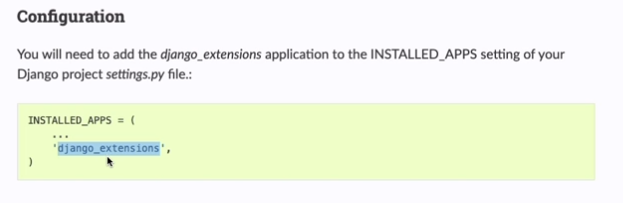 Configuration
You will need to add the django_extensions application to the INSTALLED_APPS setting of your
Django project settings.py file.:
INSTALLED_APPS = (
    ...
    'django_extensions',
)